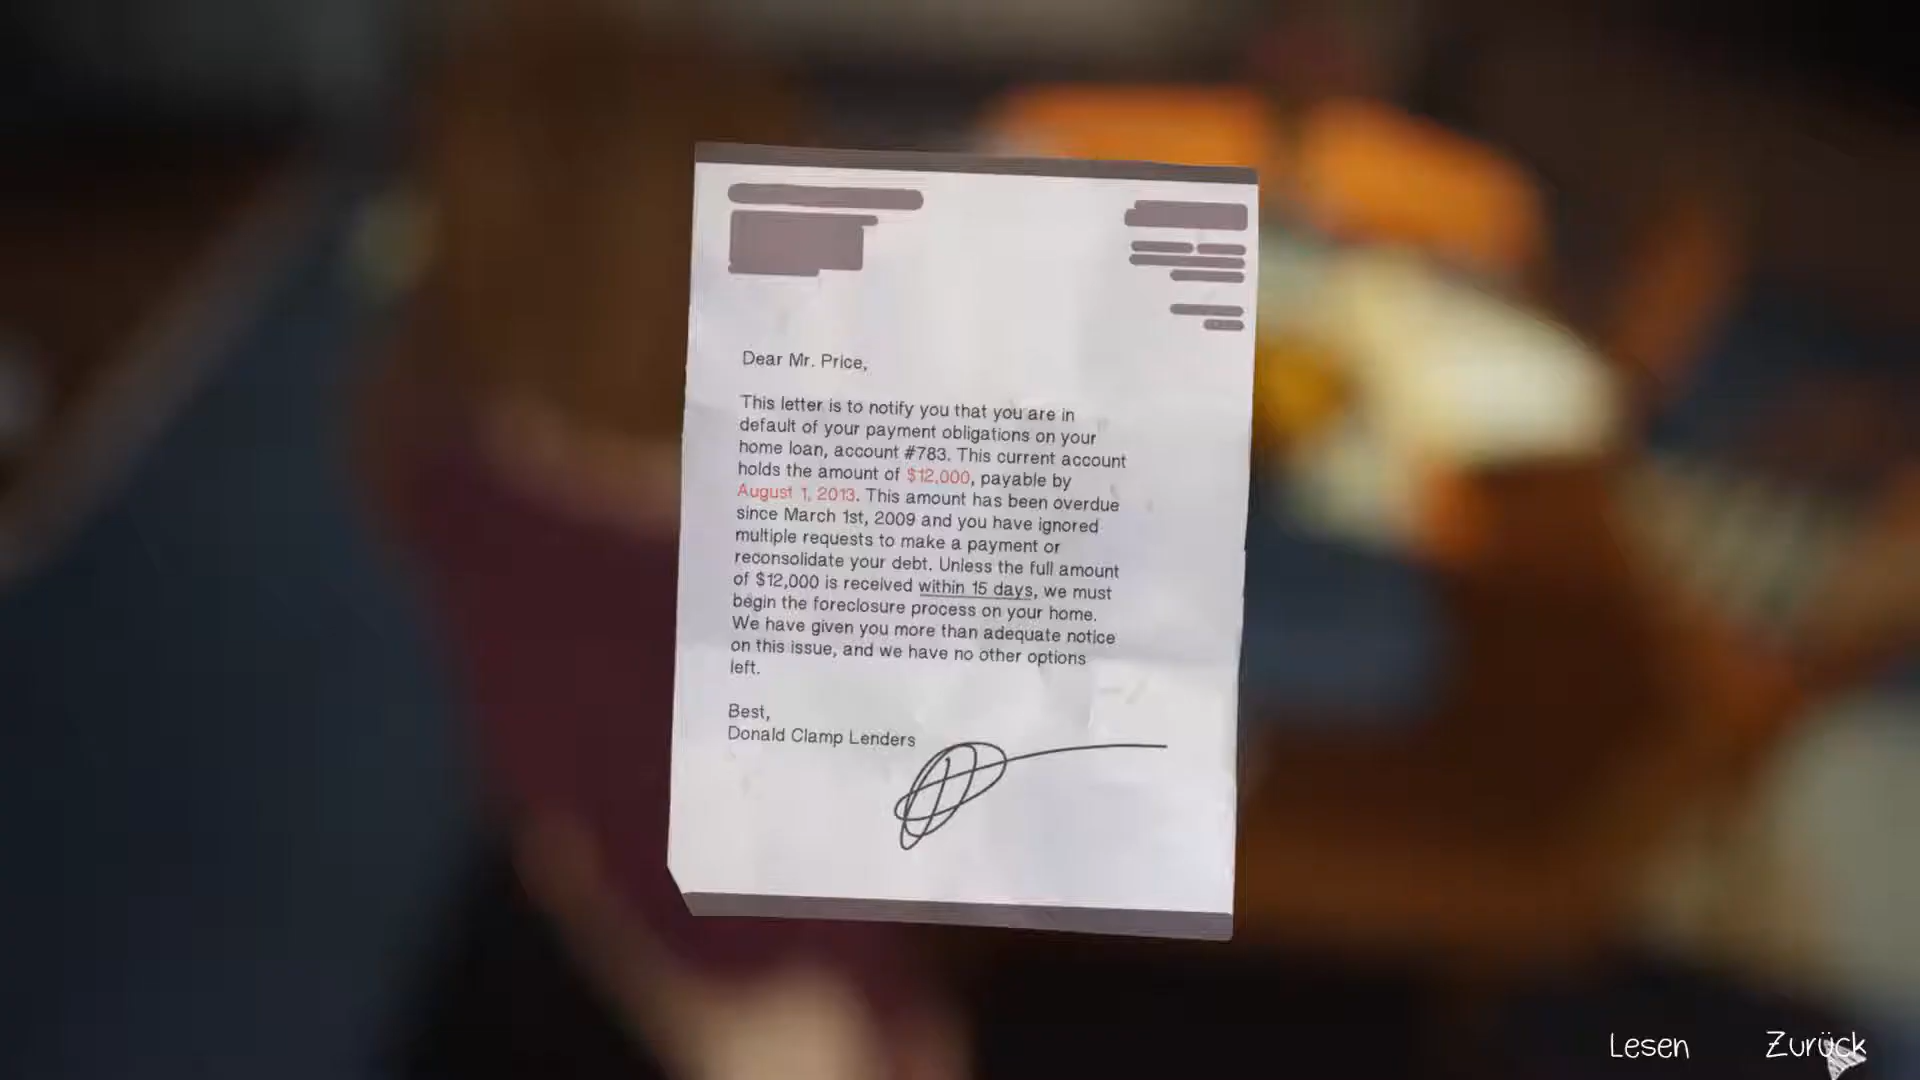 Dear Mr. Price,
This letter is to notify you that you are in
default of your payment obligations on your
home loan, account #783. This current account
holds the amount of $12,000, payable by
August 1, 2013. This amount has been overdue
since March 1st, 2009 and you have ignored
multiple requests to make a payment or
reconsolidate your debt. Unless the full amount
of $12,000 is received within 15 days, we must
begin the foreclosure process on your home.
We have given you more than adequate notice
on this issue, and we have no other options
left.
Best,
Donald Clamp Lenders
Lesen
Zurück